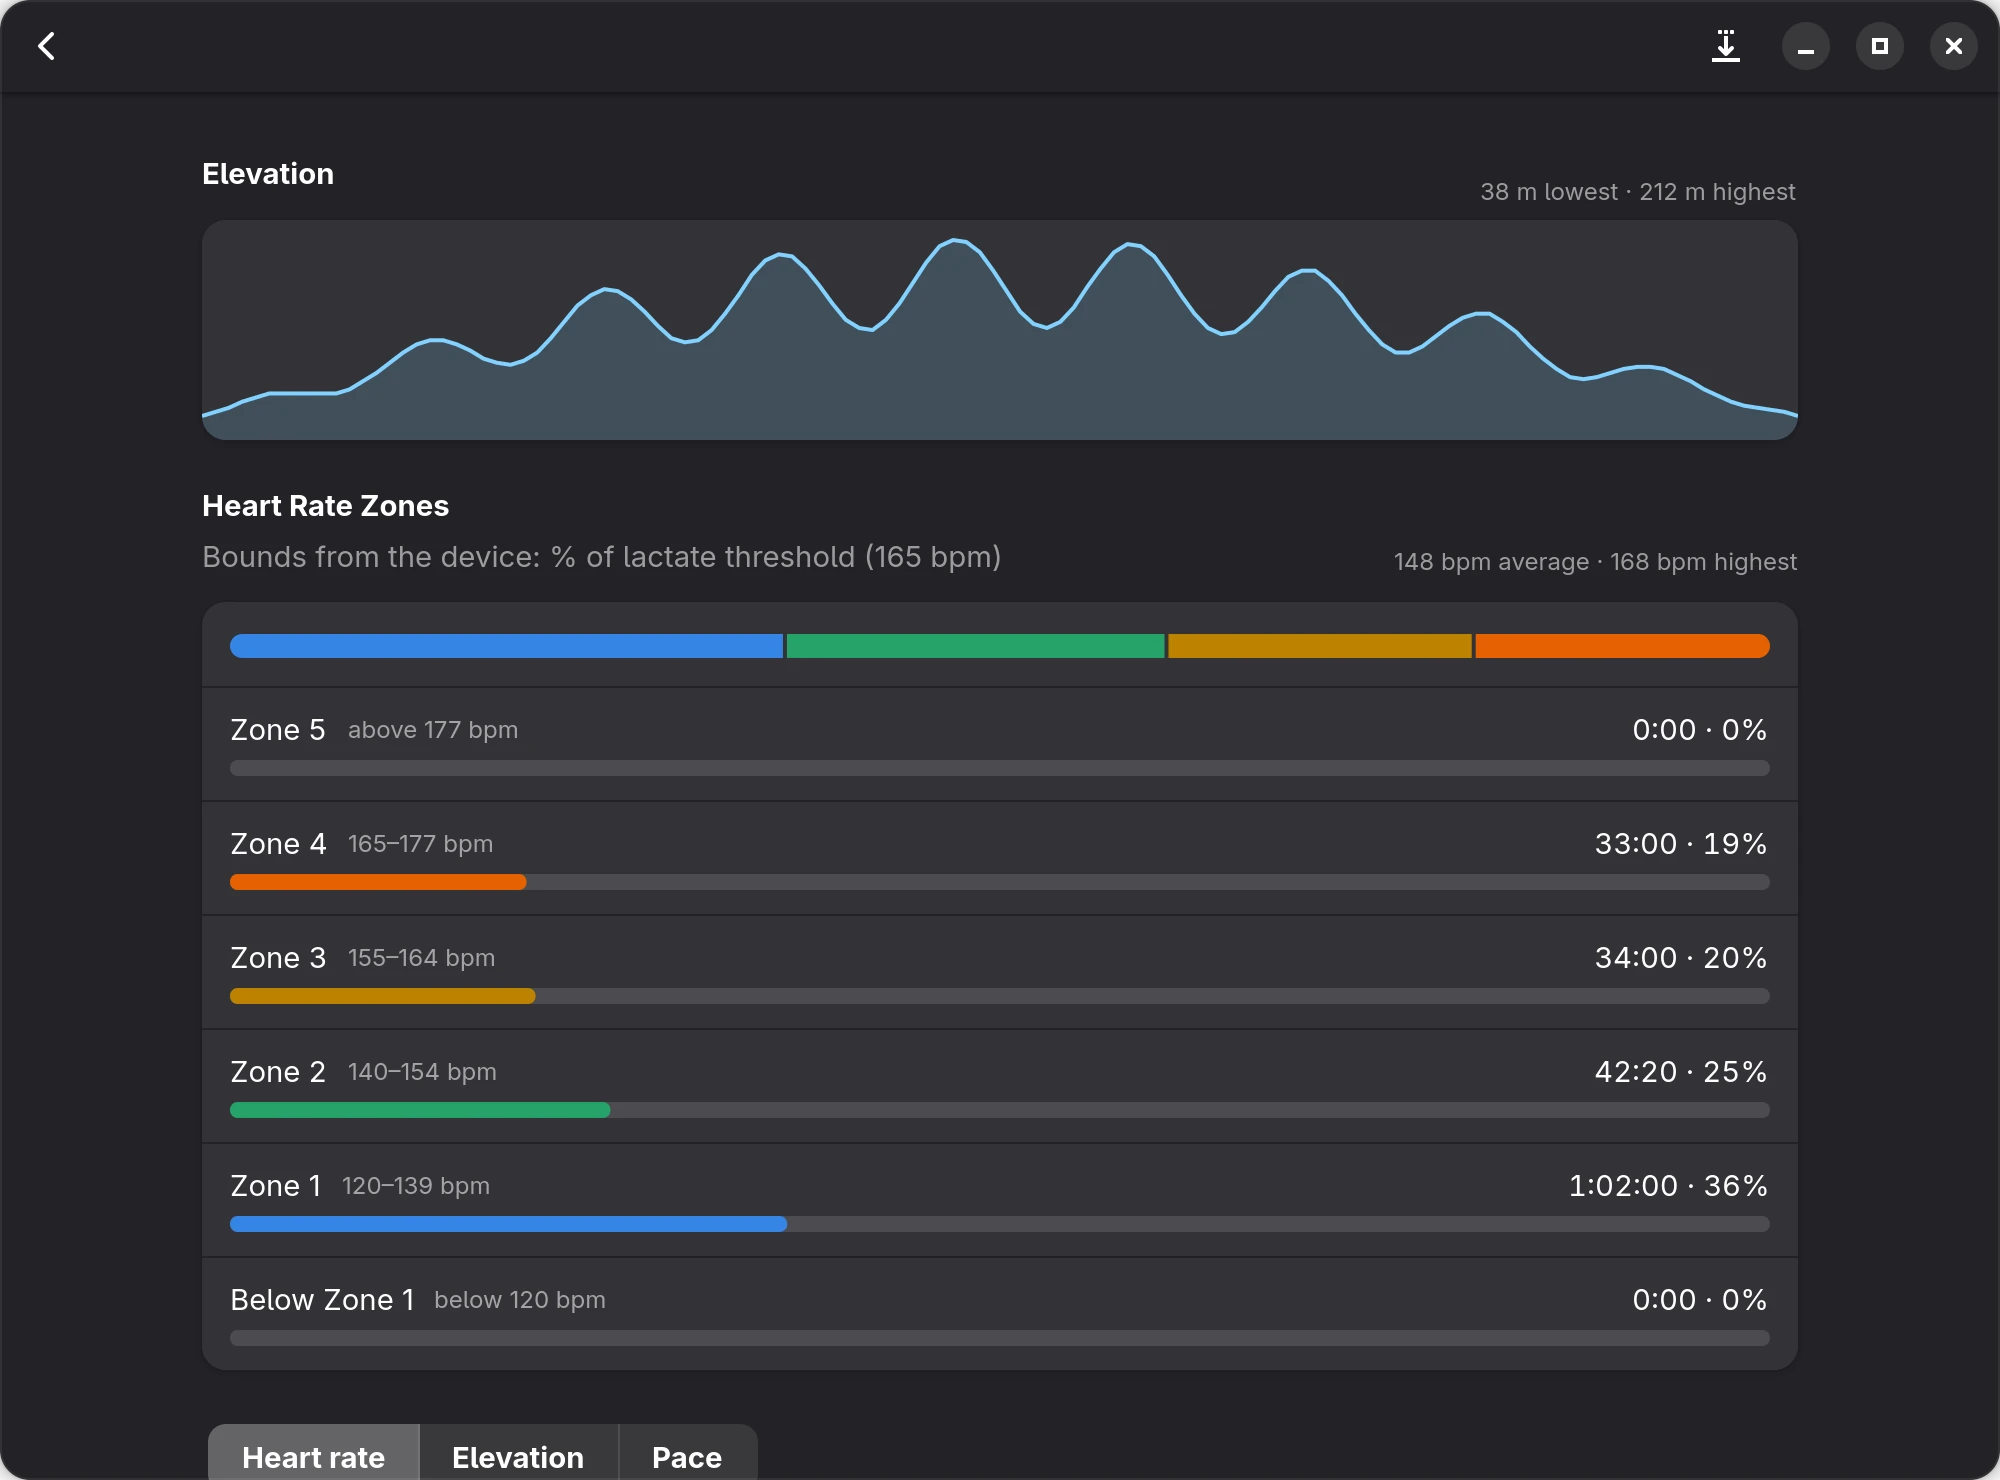 Elevation
38 m lowest · 212 m highest
Heart Rate Zones
Bounds from the device: % of lactate threshold (165 bpm)
148 bpm average · 168 bpm highest
Zone 5 above 177 bpm 0:00 · 0%
Zone 4 165–177 bpm 33:00 · 19%
Zone 3 155–164 bpm 34:00 · 20%
Zone 2 140–154 bpm 42:20 · 25%
Zone 1 120–139 bpm 1:02:00 · 36%
Below Zone 1 below 120 bpm 0:00 · 0%
Heart rate Elevation Pace